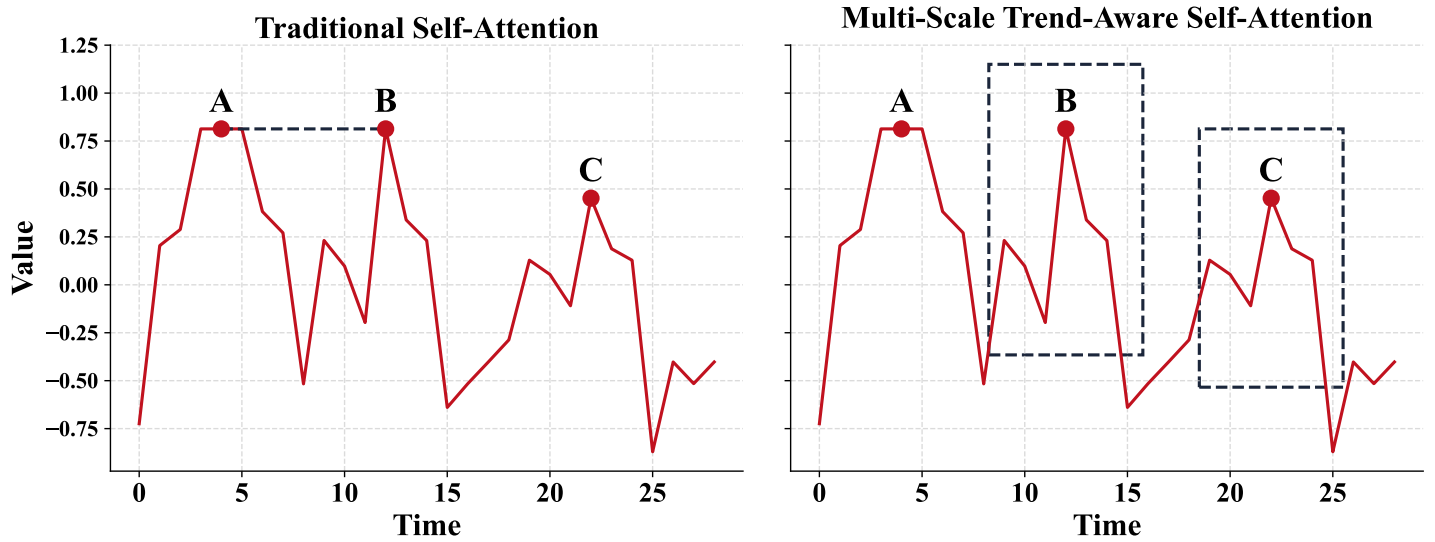 Traditional Self-Attention
1.25
1.00
0.75
0.50
0.25
0.00
−0.25
−0.50
−0.75
Value
A
B
C
0 5 10 15 20 25
Time
Multi-Scale Trend-Aware Self-Attention
A
B
C
0 5 10 15 20 25
Time